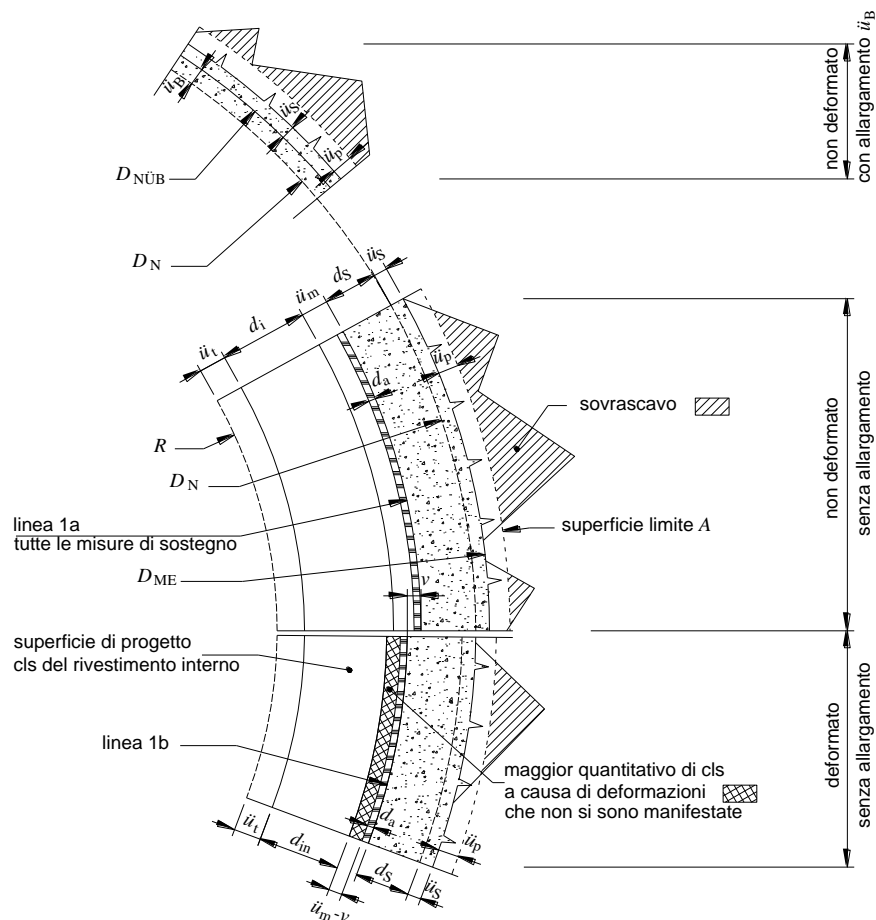 ü_B
non deformato
con allargamento ü_B
ü_S
ü_p
D_NÜB
D_N
ü_S
d_S
ü_m
d_i
ü_t
ü_p
d_a
sovrascavo
R
D_N
non deformato
senza allargamento
linea 1a
tutte le misure di sostegno
superficie limite A
D_ME
v
superficie di progetto
cls del rivestimento interno
linea 1b
maggior quantitativo di cls
a causa di deformazioni
che non si sono manifestate
deformato
senza allargamento
d_a
ü_t
d_in
ü_p
d_S
ü_S
ü_m-v